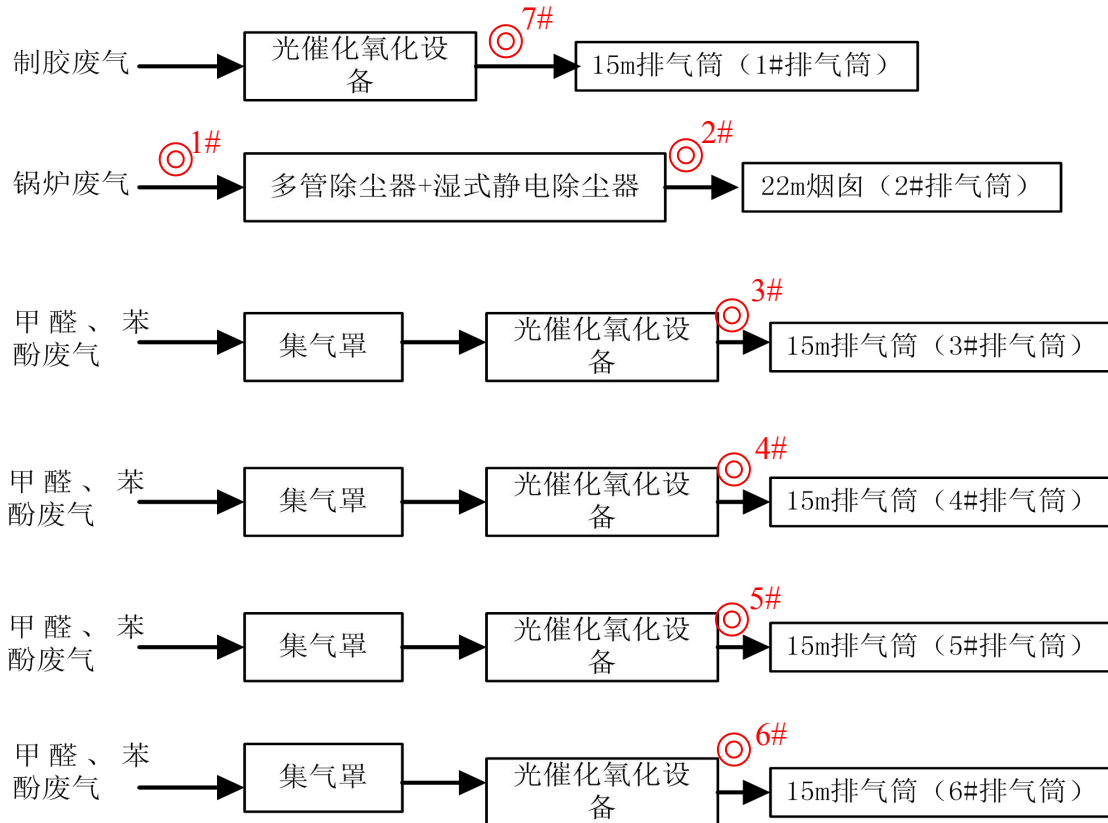 7#
制胶废气
光催化氧化设
备
15m排气筒（1#排气筒）
1#
2#
锅炉废气
多管除尘器+湿式静电除尘器
22m烟囱（2#排气筒）
3#
甲醛、苯
酚废气
集气罩
光催化氧化设
备
15m排气筒（3#排气筒）
4#
甲醛、苯
酚废气
集气罩
光催化氧化设
备
15m排气筒（4#排气筒）
5#
甲醛、苯
酚废气
集气罩
光催化氧化设
备
15m排气筒（5#排气筒）
6#
甲醛、苯
酚废气
集气罩
光催化氧化设
备
15m排气筒（6#排气筒）